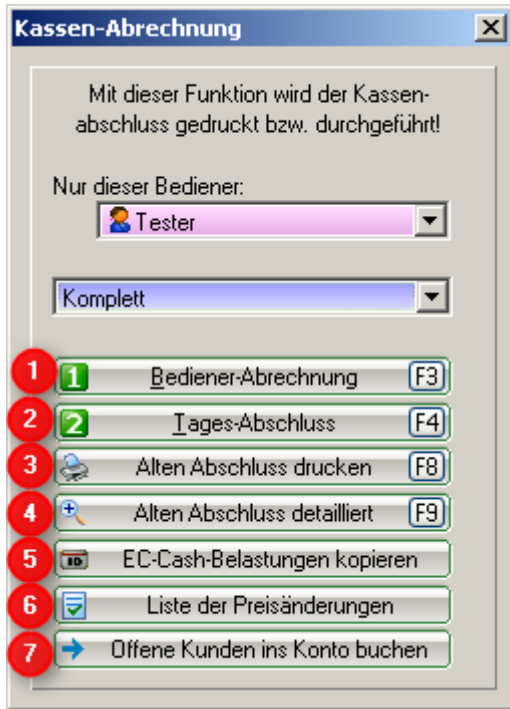 Kassen-Abrechnung
Mit dieser Funktion wird der Kassen-
abschluss gedruckt bzw. durchgeführt!
Nur dieser Bediener:
Tester
Komplett
1 1 Bediener-Abrechnung F3
2 2 Tages-Abschluss F4
3 Alten Abschluss drucken F8
4 Alten Abschluss detailliert F9
5 EC-Cash-Belastungen kopieren
6 Liste der Preisänderungen
7 Offene Kunden ins Konto buchen